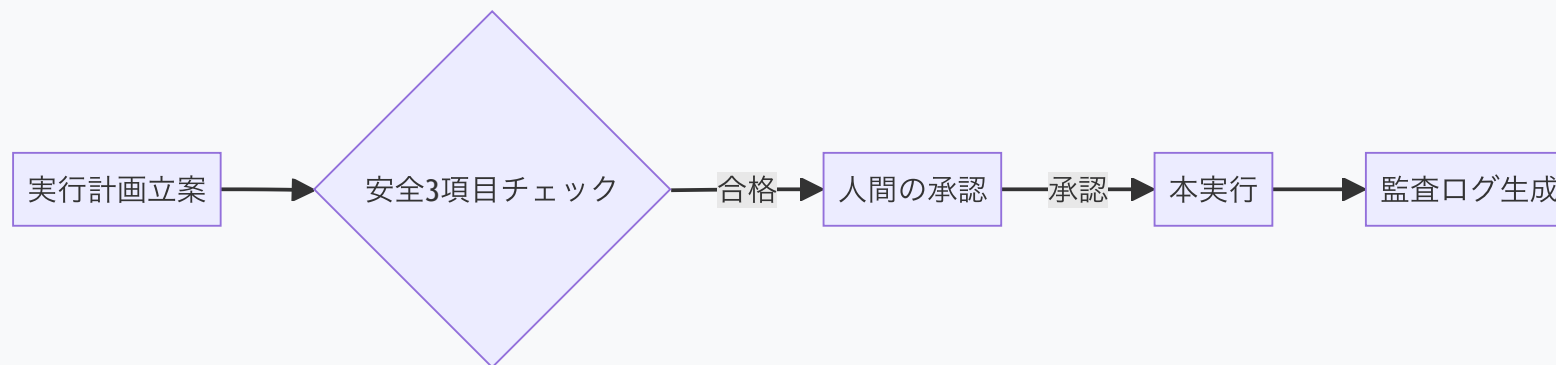 実行計画立案
安全3項目チェック
合格
人間の承認
承認
本実行
監査ログ生成